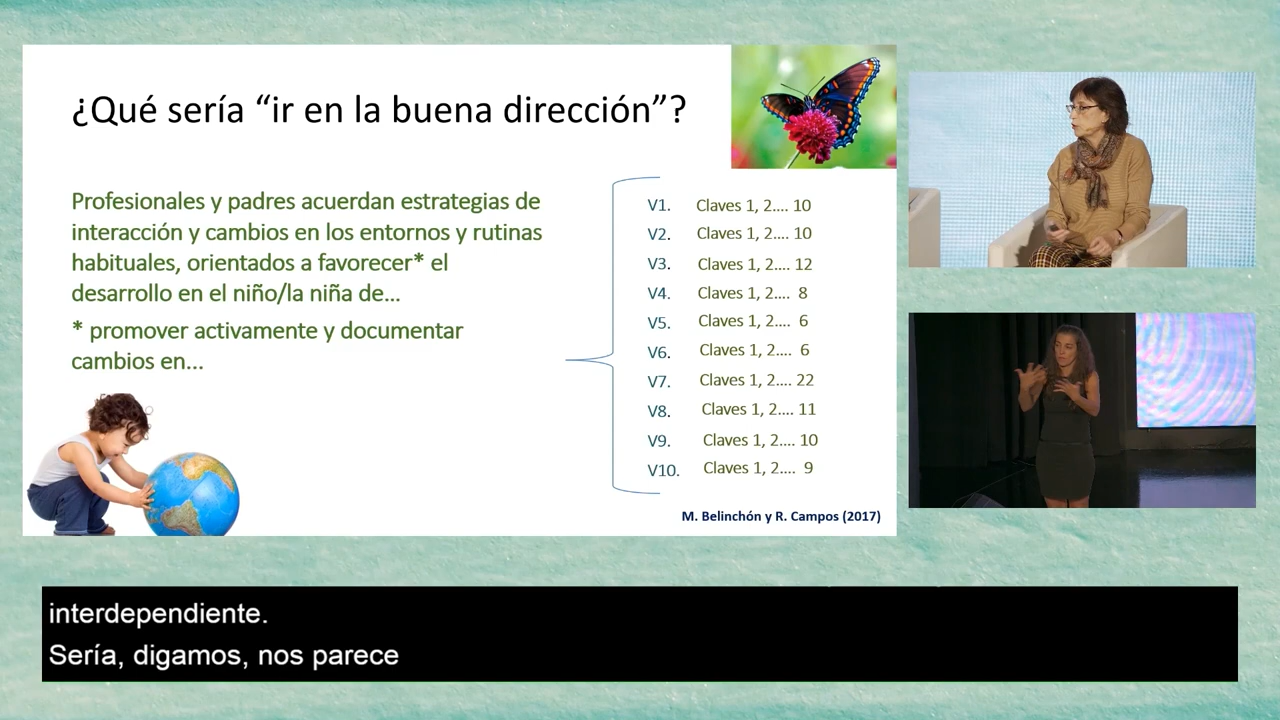 ¿Qué sería “ir en la buena dirección”?
Profesionales y padres acuerdan estrategias de
interacción y cambios en los entornos y rutinas
habituales, orientados a favorecer* el
desarrollo en el niño/la niña de...
* promover activamente y documentar
cambios en...
V1. Claves 1, 2.... 10
V2. Claves 1, 2.... 10
V3. Claves 1, 2.... 12
V4. Claves 1, 2.... 8
V5. Claves 1, 2.... 6
V6. Claves 1, 2.... 6
V7. Claves 1, 2.... 22
V8. Claves 1, 2.... 11
V9. Claves 1, 2.... 10
V10. Claves 1, 2.... 9
M. Belinchón y R. Campos (2017)
interdependiente.
Sería, digamos, nos parece